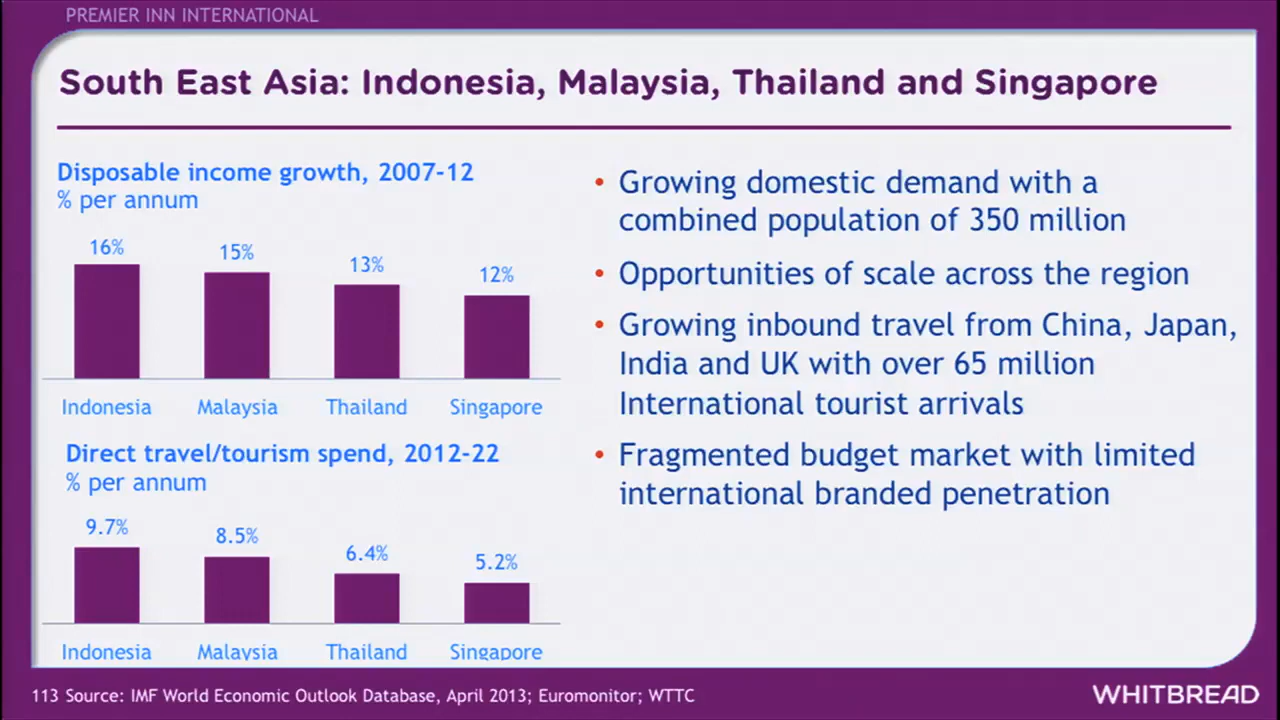 PREMIER INN INTERNATIONAL
South East Asia: Indonesia, Malaysia, Thailand and Singapore
Disposable income growth, 2007-12
% per annum
16%
15%
13%
12%
Indonesia
Malaysia
Thailand
Singapore
Direct travel/tourism spend, 2012-22
% per annum
9.7%
8.5%
6.4%
5.2%
Indonesia
Malaysia
Thailand
Singapore
• Growing domestic demand with a
combined population of 350 million
• Opportunities of scale across the region
• Growing inbound travel from China, Japan,
India and UK with over 65 million
International tourist arrivals
• Fragmented budget market with limited
international branded penetration
113 Source: IMF World Economic Outlook Database, April 2013; Euromonitor; WTTC
WHITBREAD